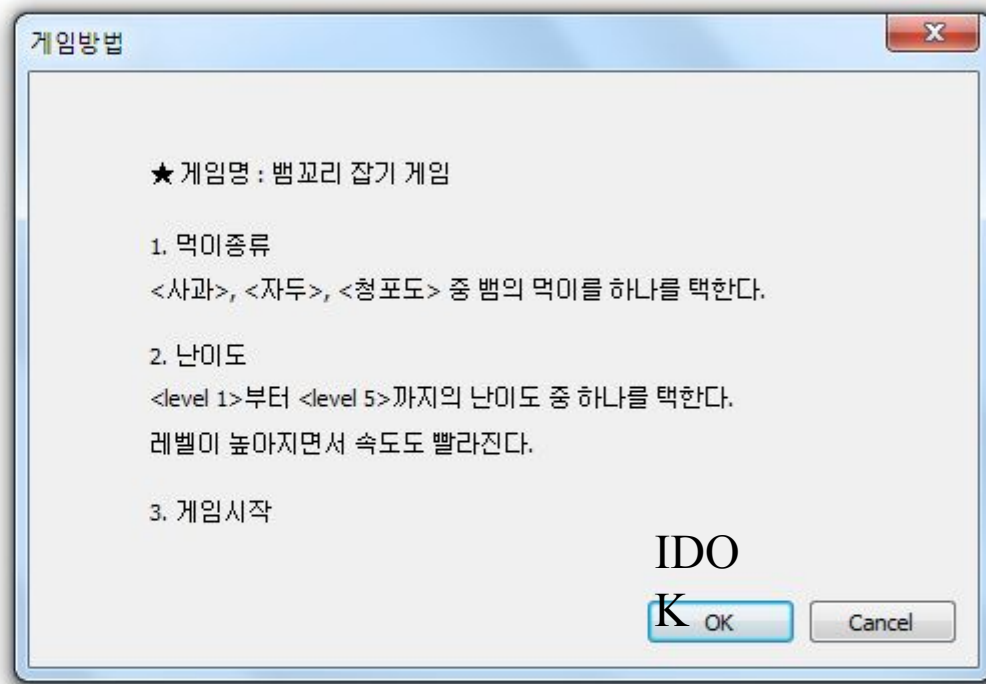 게임방법
★ 게임명 : 뱀꼬리 잡기 게임
1. 먹이종류
<사과>, <자두>, <청포도> 중 뱀의 먹이를 하나를 택한다.
2. 난이도
<level 1>부터 <level 5>까지의 난이도 중 하나를 택한다.
레벨이 높아지면서 속도도 빨라진다.
3. 게임시작
IDO
K
OK
Cancel